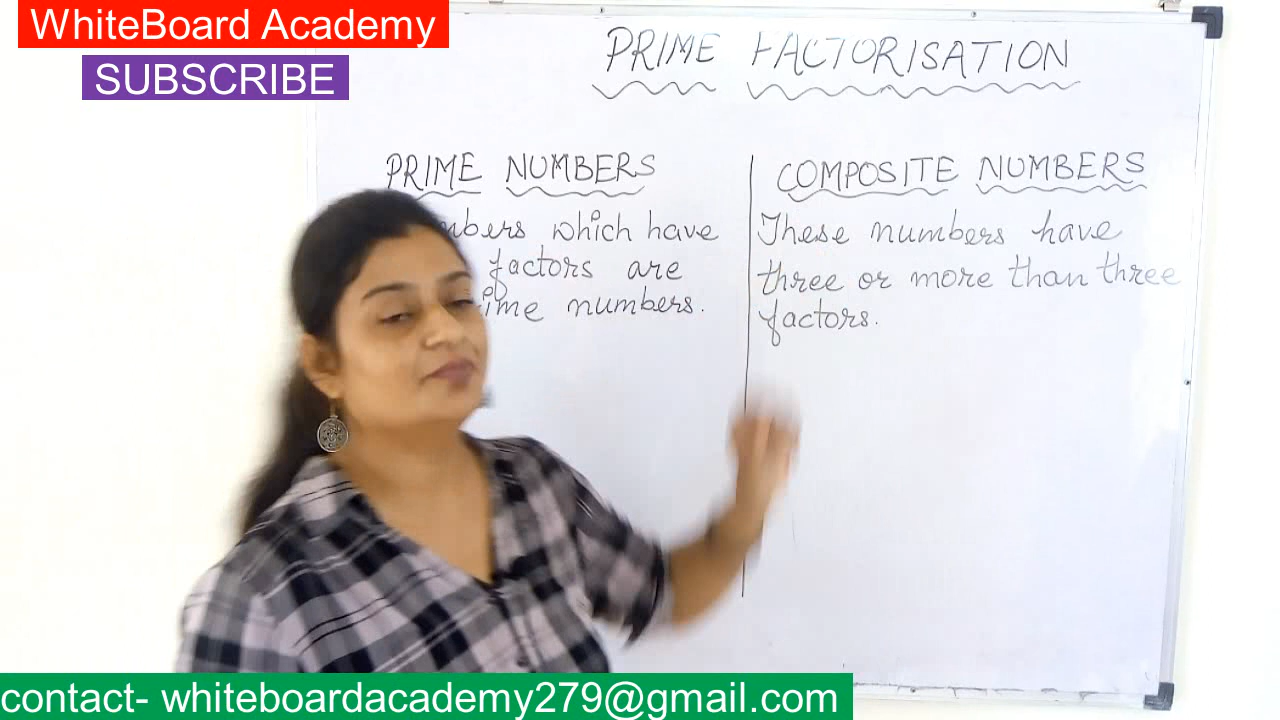 WhiteBoard Academy
SUBSCRIBE
PRIME FACTORISATION
PRIME NUMBERS
which have
factors are
numbers.
COMPOSITE NUMBERS
These numbers have
three or more than three
factors.
contact- whiteboardacademy279@gmail.com